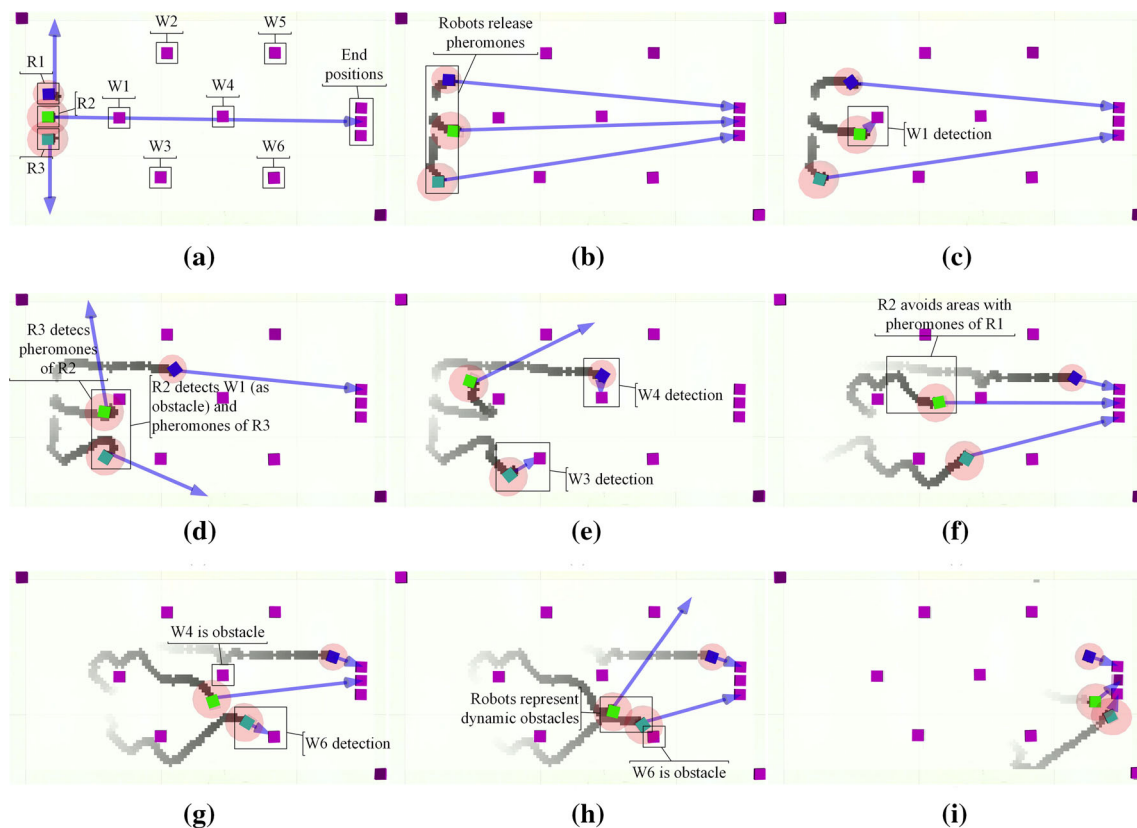 W2
W5
R1
W1
W4
End
positions
R2
R3
W3
W6
(a)
Robots release
pheromones
(b)
W1 detection
(c)
R3 detecs
pheromones
of R2
R2 detects W1 (as
obstacle) and
pheromones of R3
(d)
W4 detection
W3 detection
(e)
R2 avoids areas with
pheromones of R1
(f)
W4 is obstacle
W6 detection
(g)
Robots represent
dynamic obstacles
W6 is obstacle
(h)
(i)